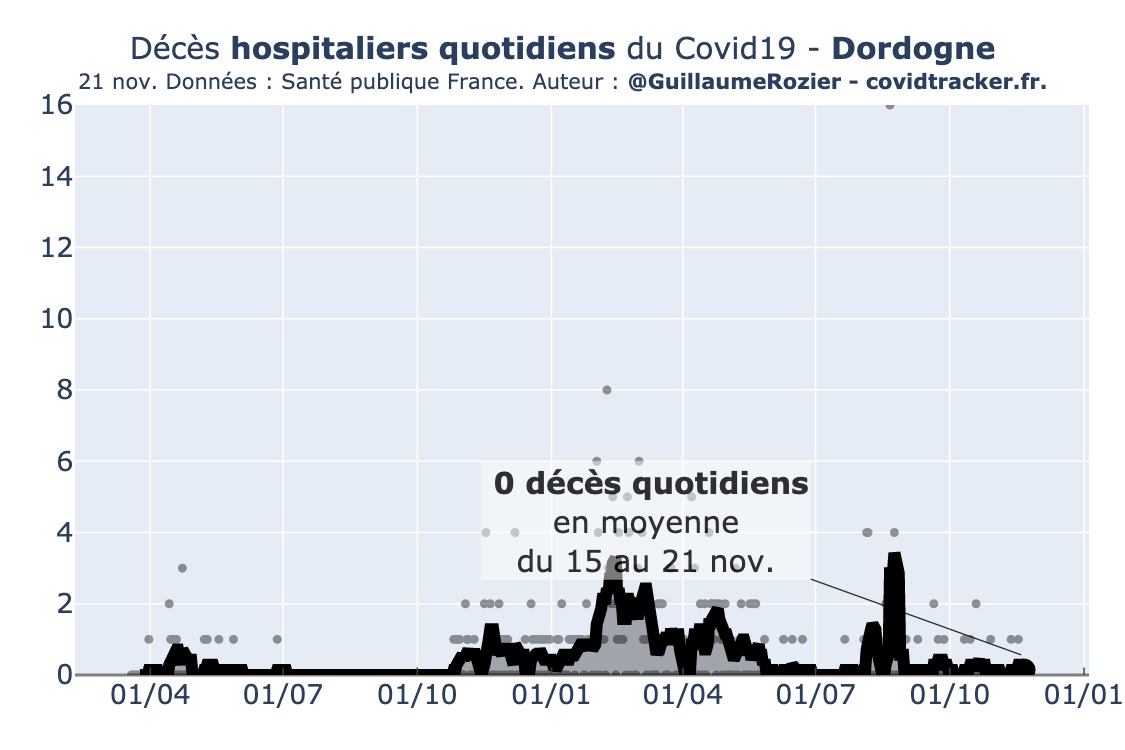 Décès hospitaliers quotidiens du Covid19 - Dordogne
21 nov. Données : Santé publique France. Auteur : @GuillaumeRozier - covidtracker.fr.
16
14
12
10
8
6
4
2
0
0 décès quotidiens
en moyenne
du 15 au 21 nov.
01/04 01/07 01/10 01/01 01/04 01/07 01/10 01/01